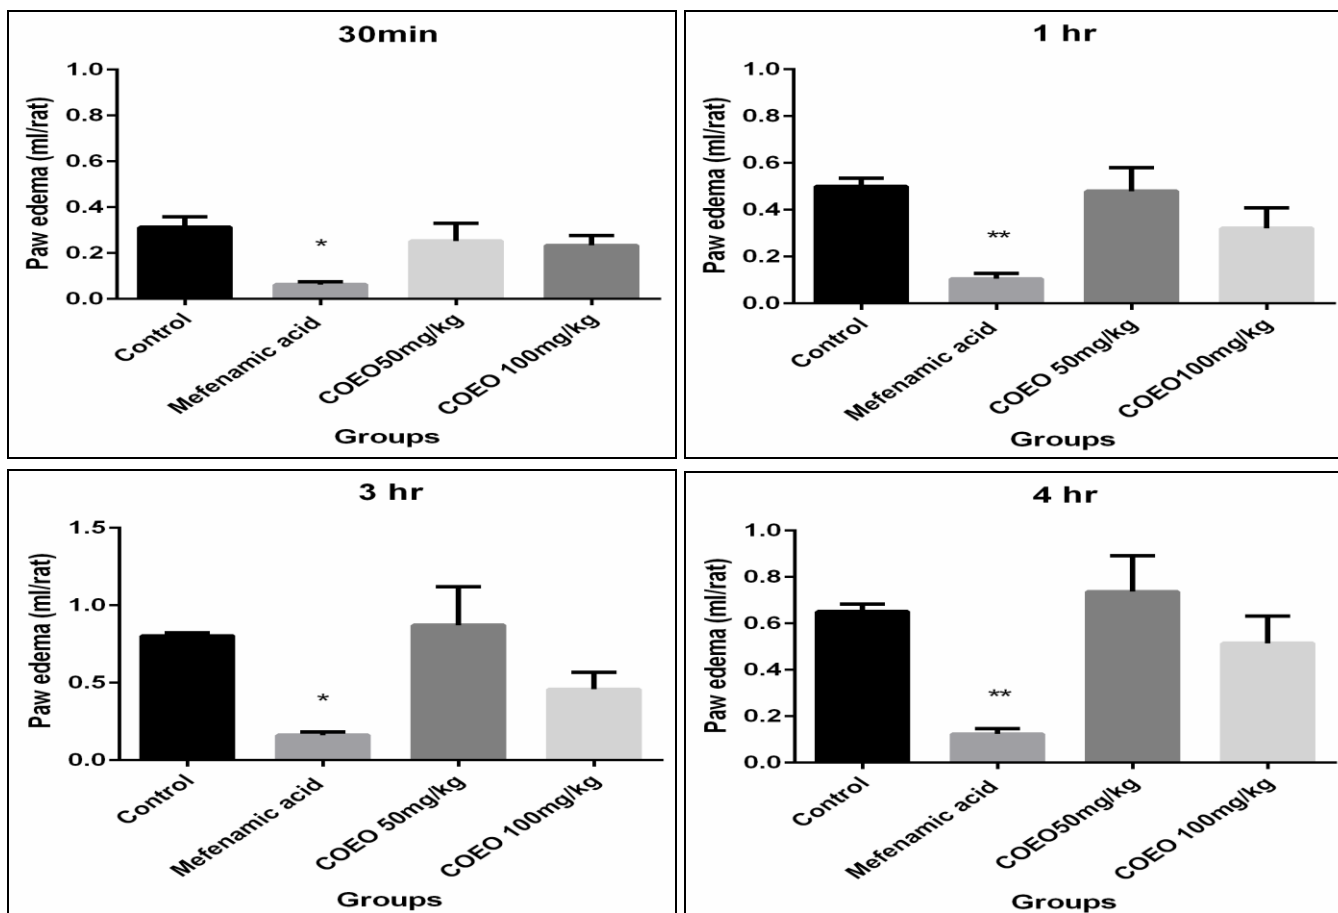 30min
Paw edema (ml/rat)
1.0
0.8
0.6
0.4
0.2
0.0
*
Control
Mefenamic acid
COEO50mg/kg
COEO 100mg/kg
Groups
1 hr
Paw edema (ml/rat)
1.0
0.8
0.6
0.4
0.2
0.0
**
Control
Mefenamic acid
COEO 50mg/kg
COEO100mg/kg
Groups
3 hr
Paw edema (ml/rat)
1.5
1.0
0.5
0.0
*
Control
Mefenamic acid
COEO 50mg/kg
COEO 100mg/kg
Groups
4 hr
Paw edema (ml/rat)
1.0
0.8
0.6
0.4
0.2
0.0
**
Control
Mefenamic acid
COEO50mg/kg
COEO 100mg/kg
Groups